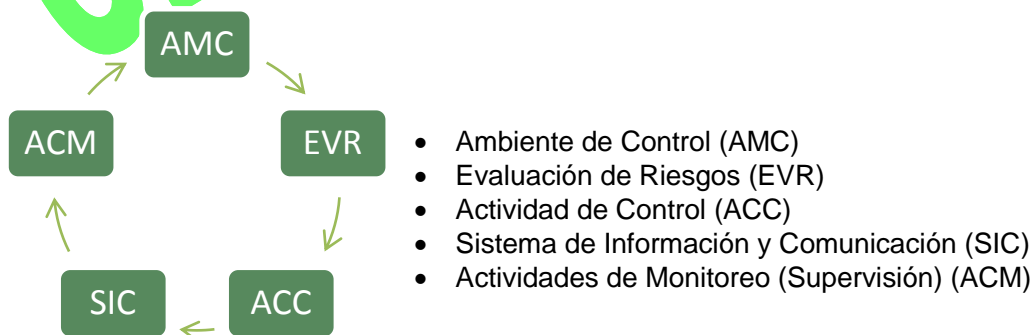 AMC
ACM
EVR
SIC
ACC
• Ambiente de Control (AMC)
• Evaluación de Riesgos (EVR)
• Actividad de Control (ACC)
• Sistema de Información y Comunicación (SIC)
• Actividades de Monitoreo (Supervisión) (ACM)